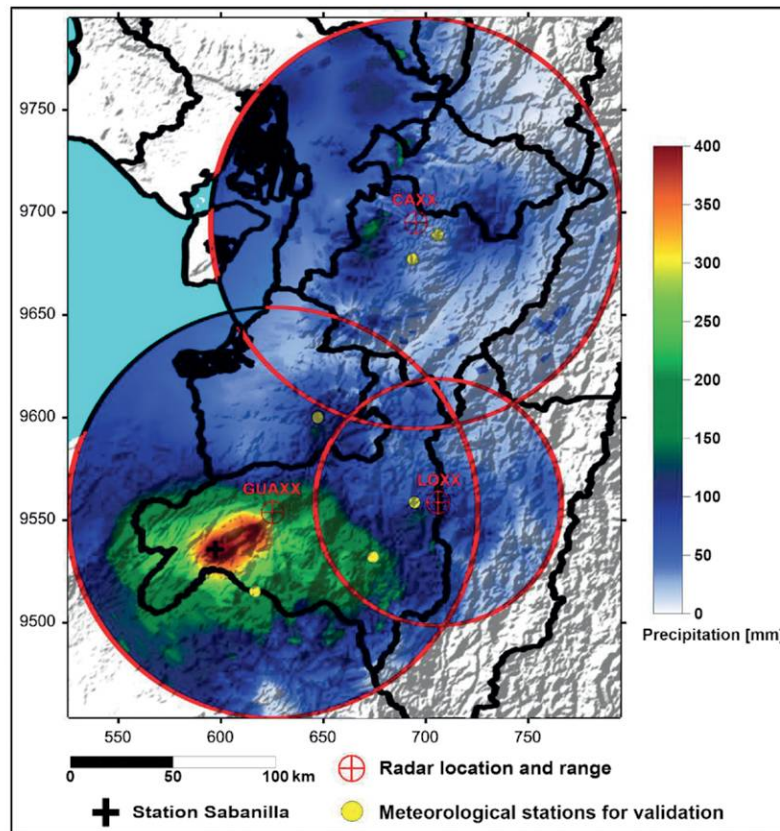 9750
9700
9650
9600
9550
9500
550
600
650
700
750
CAXX
GUAXX
LOXX
400
350
300
250
200
150
100
50
0
Precipitation [mm]
0
50
100 km
Radar location and range
Station Sabanilla
Meteorological stations for validation